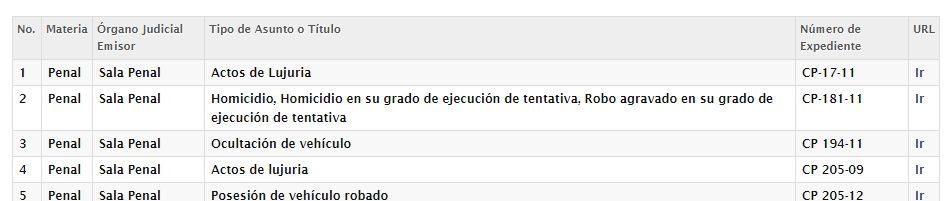 No. Materia Órgano Judicial Emisor Tipo de Asunto o Título Número de Expediente URL
1 Penal Sala Penal Actos de Lujuria CP-17-11 Ir
2 Penal Sala Penal Homicidio, Homicidio en su grado de ejecución de tentativa, Robo agravado en su grado de ejecución de tentativa CP-181-11 Ir
3 Penal Sala Penal Ocultación de vehículo CP 194-11 Ir
4 Penal Sala Penal Actos de lujuria CP 205-09 Ir
5 Penal Sala Penal Posesión de vehículo robado CP 205-12 Ir